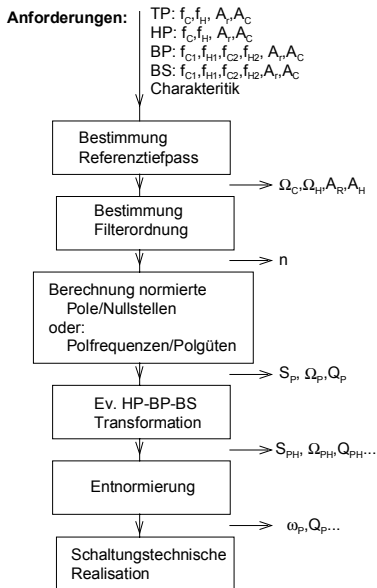 Anforderungen:
TP: f_C,f_H, A_r,A_C
HP: f_C,f_H, A_r,A_C
BP: f_C1,f_H1,f_C2,f_H2, A_r,A_C
BS: f_C1,f_H1,f_C2,f_H2,A_r,A_C
Charakteritik
Bestimmung
Referenztiefpass
Ω_C,Ω_H,A_R,A_H
Bestimmung
Filterordnung
n
Berechnung normierte
Pole/Nullstellen
oder:
Polfrequenzen/Polgüten
S_P, Ω_P,Q_P
Ev. HP-BP-BS
Transformation
S_PH, Ω_PH,Q_PH...
Entnormierung
ω_P,Q_P...
Schaltungstechnische
Realisation